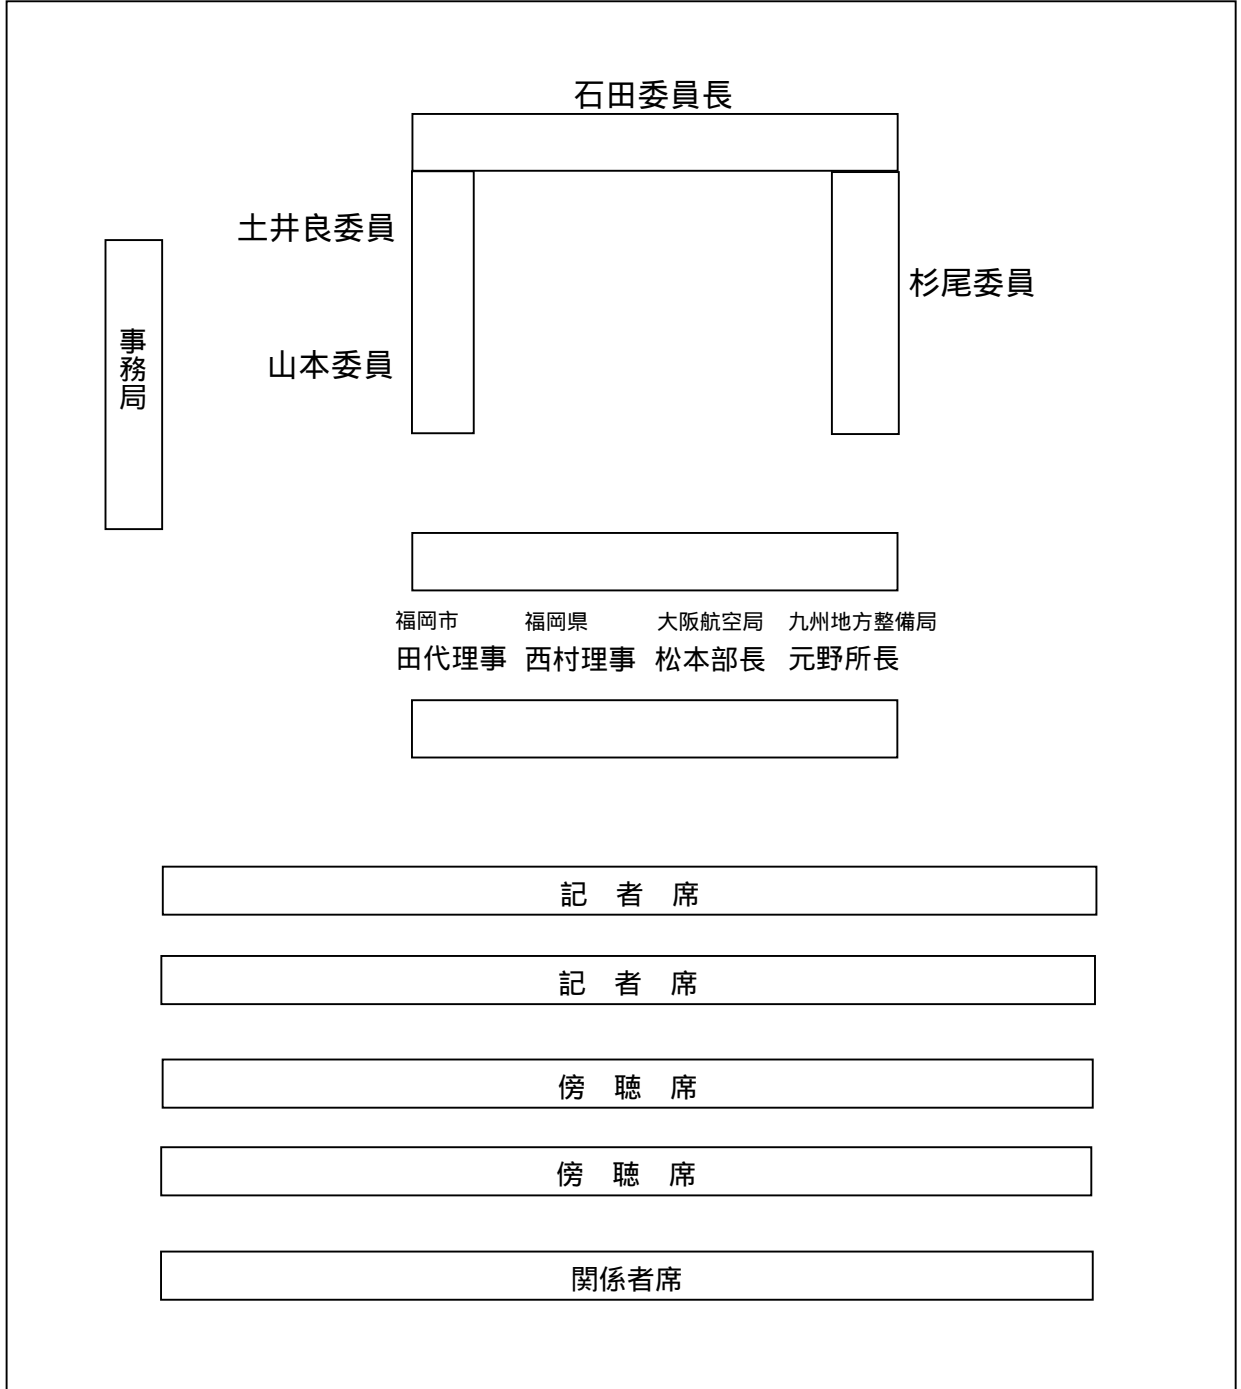 石田委員長
土井良委員
杉尾委員
事務局
山本委員
福岡市 福岡県 大阪航空局 九州地方整備局
田代理事 西村理事 松本部長 元野所長
記　者　席
記　者　席
傍　聴　席
傍　聴　席
関係者席